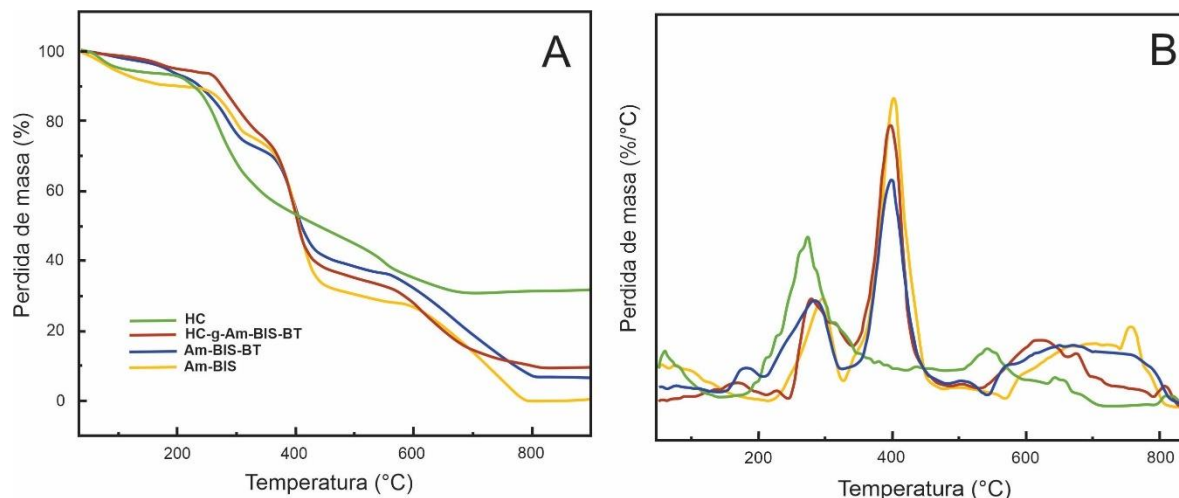 A
Perdida de masa (%)
100
80
60
40
20
0
HC
HC-g-Am-BIS-BT
Am-BIS-BT
Am-BIS
200
400
600
800
Temperatura (°C)
B
Perdida de masa (%/°C)
200
400
600
800
Temperatura (°C)